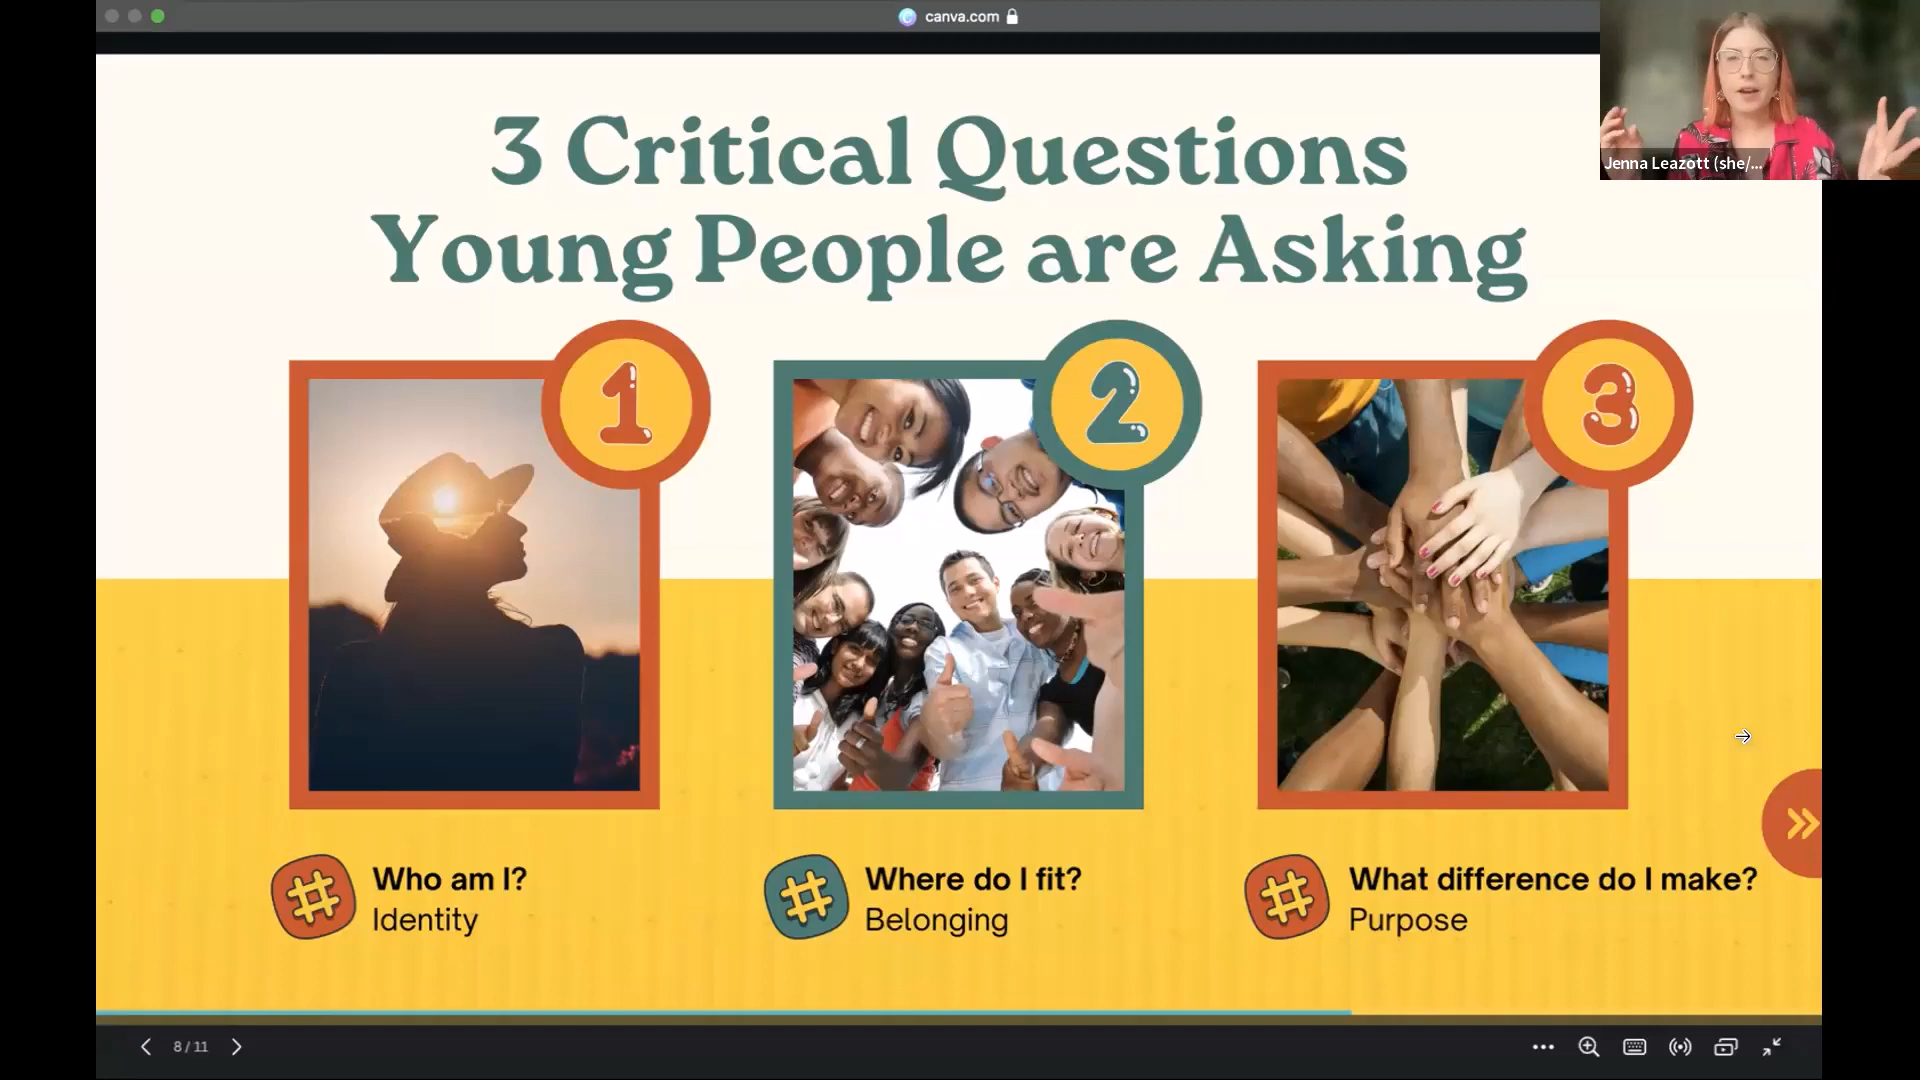 canva.com
Jenna Leazott (she/...
3 Critical Questions
Young People are Asking
1
2
3
Who am I?
Identity
Where do I fit?
Belonging
What difference do I make?
Purpose
8 / 11